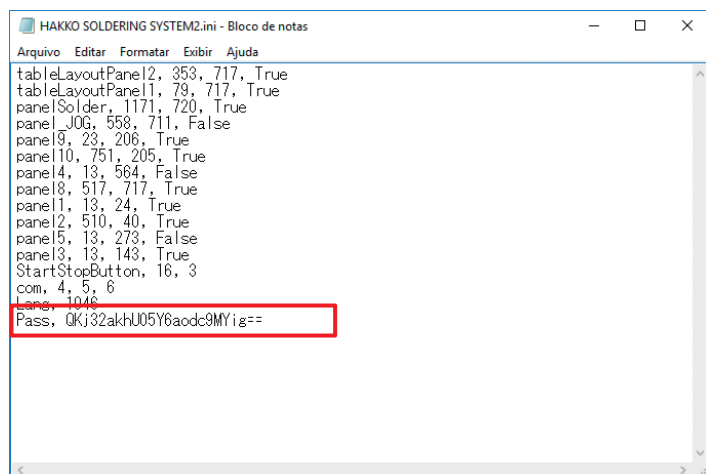 HAKKO SOLDERING SYSTEM2.ini - Bloco de notas
Arquivo Editar Formatar Exibir Ajuda
tableLayoutPanel2, 353, 717, True
tableLayoutPanel1, 79, 717, True
panelSolder, 1171, 720, True
panel_JOG, 558, 711, False
panel9, 23, 206, True
panel10, 751, 205, True
panel4, 13, 564, False
panel8, 517, 717, True
panel1, 13, 24, True
panel2, 510, 40, True
panel5, 13, 273, False
panel3, 13, 143, True
StartStopButton, 16, 3
com, 4, 5, 6
Lang, 1046
Pass, QKj32akhU05Y6aodc9MYig==